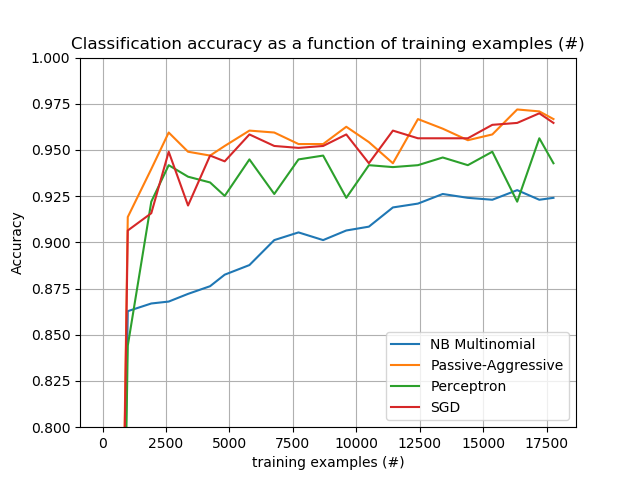 Classification accuracy as a function of training examples (#)
1.000
0.975
0.950
0.925
0.900
0.875
0.850
0.825
0.800
Accuracy
NB Multinomial
Passive-Aggressive
Perceptron
SGD
0 2500 5000 7500 10000 12500 15000 17500
training examples (#)